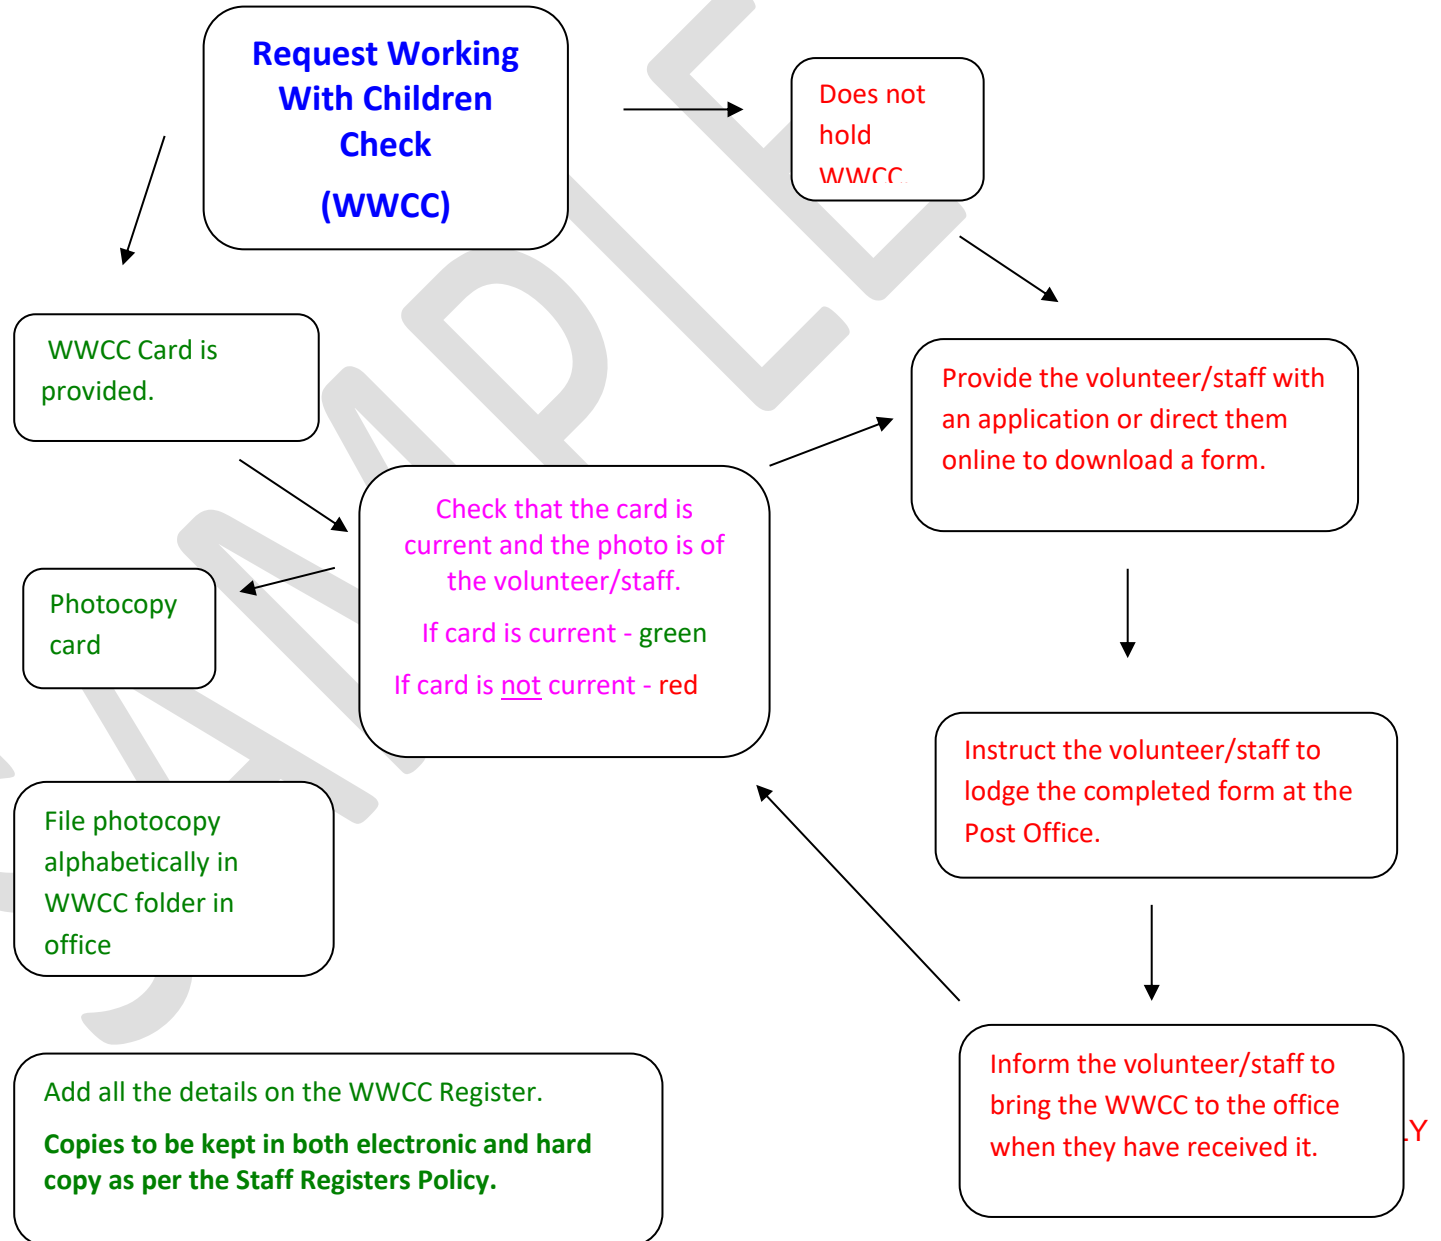 Request Working
With Children
Check
(WWCC)
Does not
hold
WWCC.
WWCC Card is
provided.
Provide the volunteer/staff with
an application or direct them
online to download a form.
Check that the card is
current and the photo is of
the volunteer/staff.
If card is current - green
If card is not current - red
Photocopy
card
Instruct the volunteer/staff to
lodge the completed form at the
Post Office.
File photocopy
alphabetically in
WWCC folder in
office
Inform the volunteer/staff to
bring the WWCC to the office
when they have received it.
Add all the details on the WWCC Register.
Copies to be kept in both electronic and hard
copy as per the Staff Registers Policy.
SAMPLE